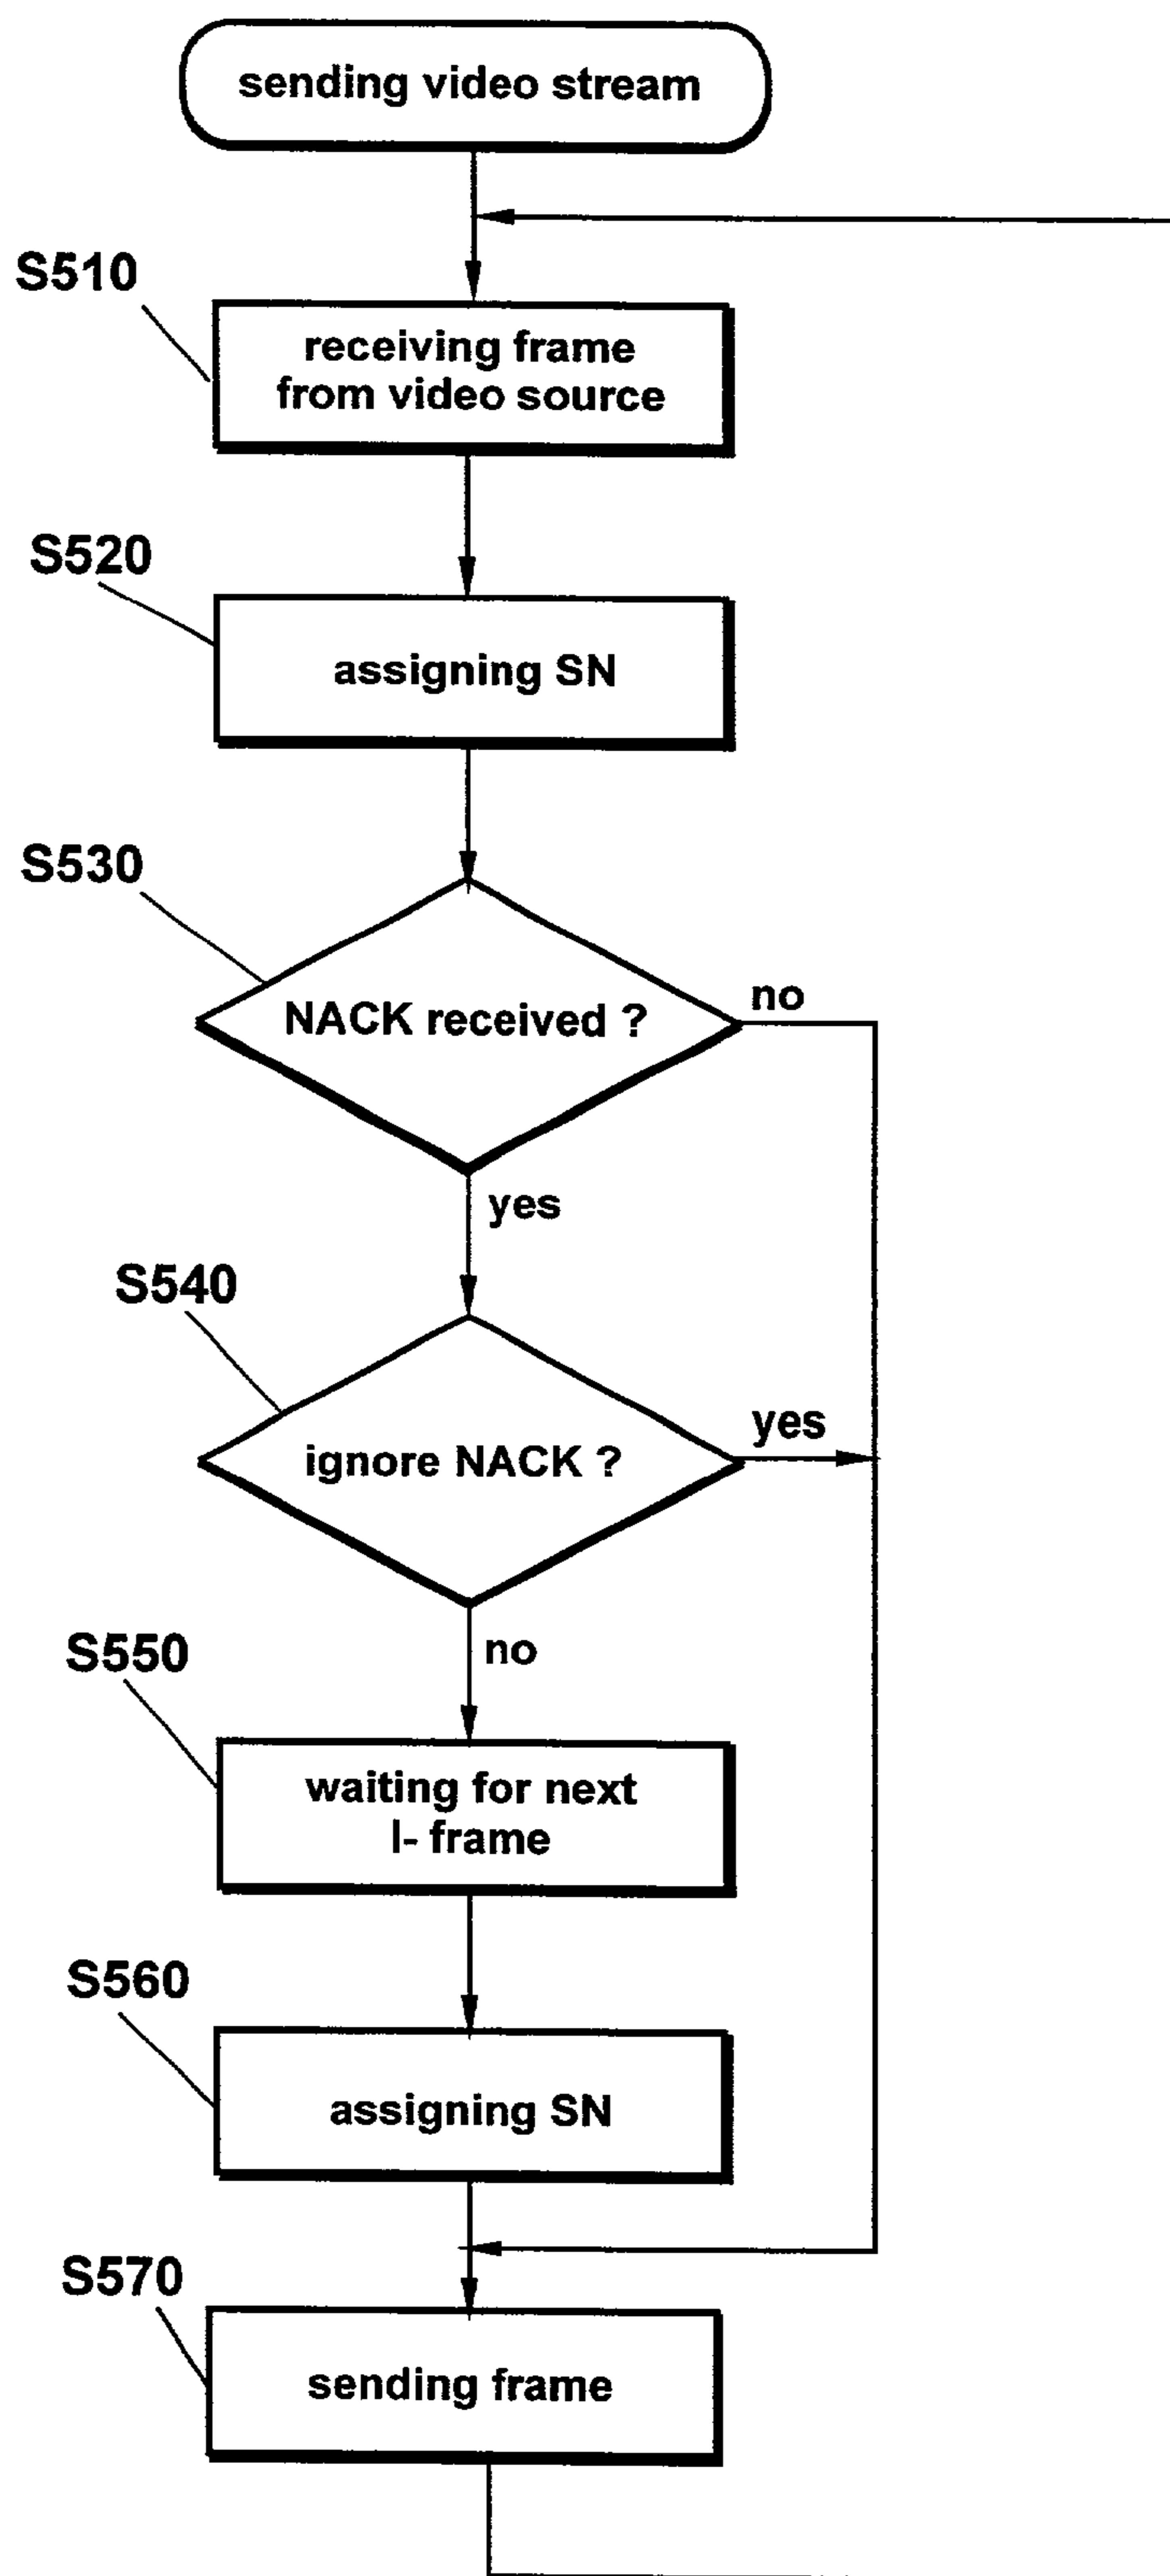 sending video stream
S510
receiving frame
from video source
S520
assigning SN
S530
NACK received ?
no
yes
S540
ignore NACK ?
yes
no
S550
waiting for next
I- frame
S560
assigning SN
S570
sending frame